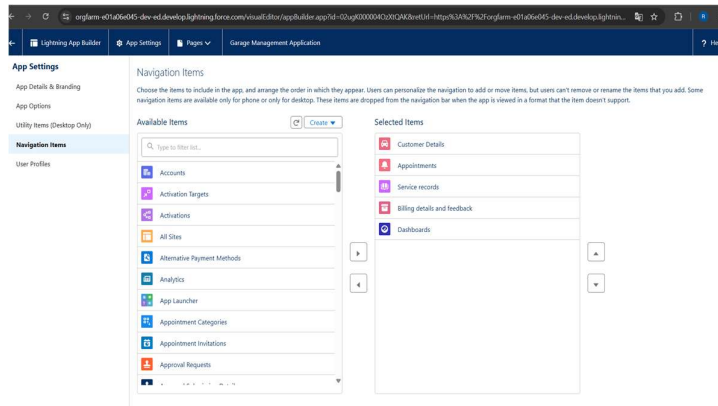 orgfarm-e01a06e045-dev-ed.develop.lightning.force.com/visualEditor/appBuilder.app?id=02ugK000004OzXtQAK&retUrl=https%3A%2F%2Forgfarm-e01a06e045-dev-ed.develop.lightnin...
R
Lightning App Builder
App Settings
Pages
Garage Management Application
? He
App Settings
App Details & Branding
App Options
Utility Items (Desktop Only)
Navigation Items
User Profiles
Navigation Items
Choose the items to include in the app, and arrange the order in which they appear. Users can personalize the navigation to add or move items, but users can't remove or rename the items that you add. Some
navigation items are available only for phone or only for desktop. These items are dropped from the navigation bar when the app is viewed in a format that the item doesn't support.
Available Items
Create
Type to filter list...
Accounts
Activation Targets
Activations
All Sites
Alternative Payment Methods
Analytics
App Launcher
Appointment Categories
Appointment Invitations
Approval Requests
Selected Items
Customer Details
Appointments
Service records
Billing details and feedback
Dashboards